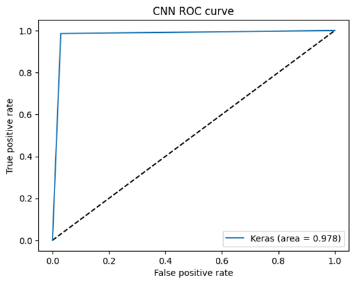 CNN ROC curve
1.0
0.8
0.6
0.4
0.2
0.0
True positive rate
Keras (area = 0.978)
0.0 0.2 0.4 0.6 0.8 1.0
False positive rate